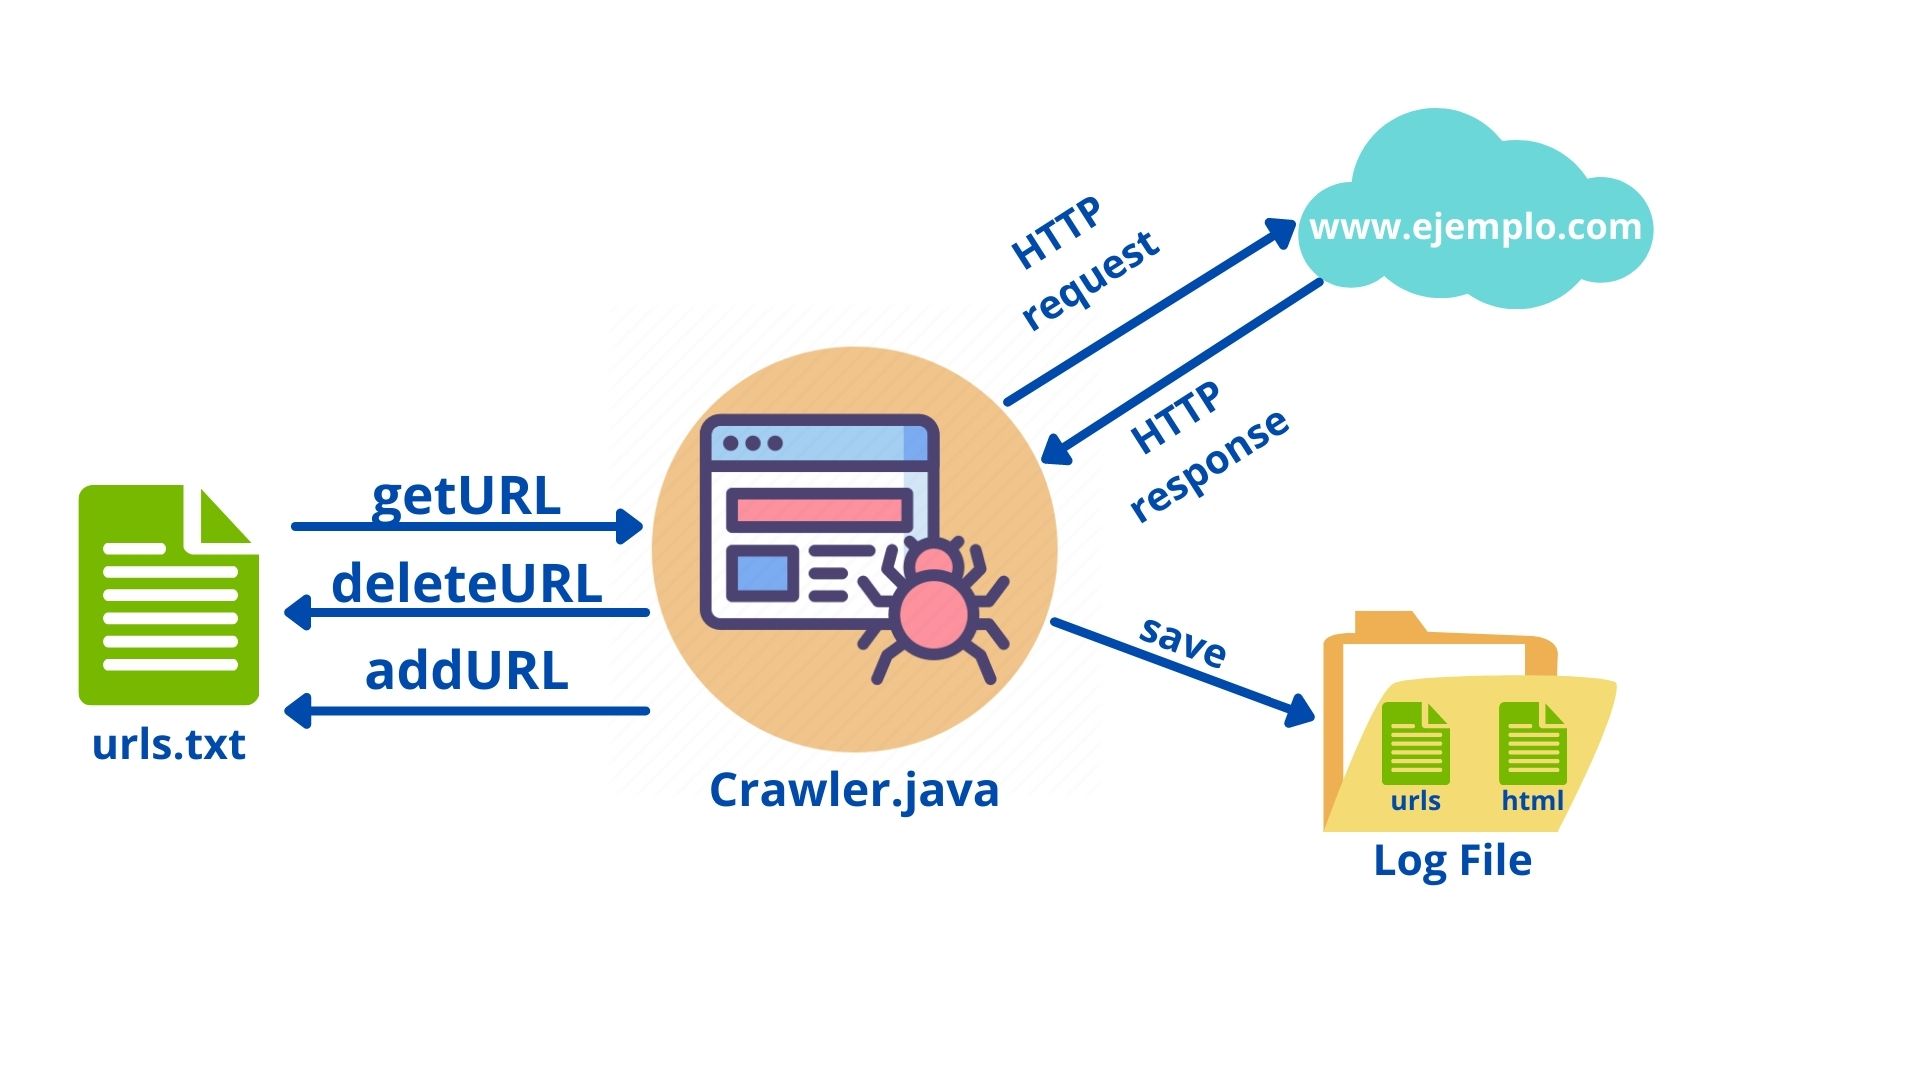 HTTP
request
www.ejemplo.com
HTTP
response
getURL
deleteURL
addURL
urls.txt
Crawler.java
save
urls
html
Log File